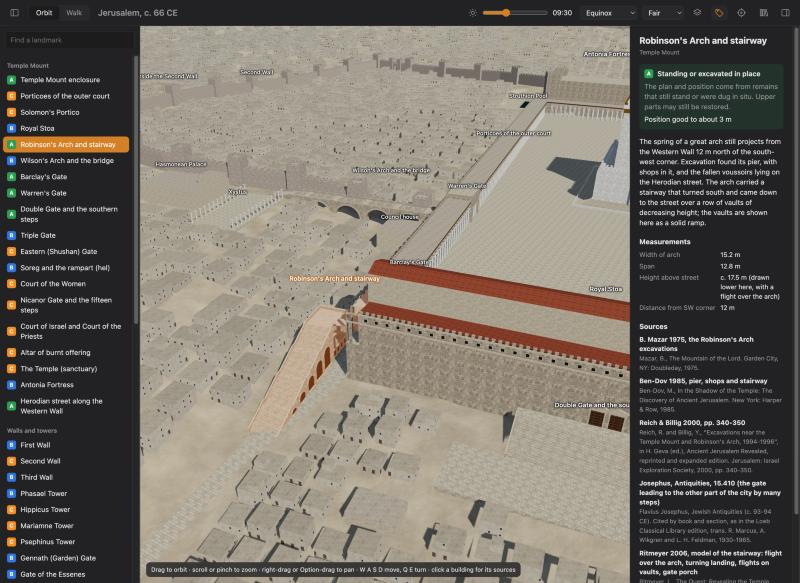 Orbit
Walk
Jerusalem, c. 66 CE
09:30
Equinox
Fair
Find a landmark
Temple Mount
A Temple Mount enclosure
C Porticoes of the outer court
C Solomon's Portico
B Royal Stoa
A Robinson's Arch and stairway
B Wilson's Arch and the bridge
A Barclay's Gate
A Warren's Gate
A Double Gate and the southern
steps
B Triple Gate
C Eastern (Shushan) Gate
B Soreg and the rampart (hel)
C Court of the Women
C Nicanor Gate and the fifteen
steps
C Court of Israel and Court of the
Priests
C Altar of burnt offering
C The Temple (sanctuary)
B Antonia Fortress
A Herodian street along the
Western Wall
Walls and towers
B First Wall
C Second Wall
B Third Wall
B Phasael Tower
C Hippicus Tower
C Mariamne Tower
C Psephinus Tower
B Gennath (Garden) Gate
B Gate of the Essenes
Antonia Fortres
Second Wall
side the Second Wall
Struthion Pool
Porticoes of the outer court
Hasmonean Palace
Wilson's Arch and the bridge
Warren's Gate
Xystus
Council house
Barclay's Gate
Robinson's Arch and stairway
Royal Stoa
Double Gate and the sou
Drag to orbit · scroll or pinch to zoom · right-drag or Option-drag to pan · W A S D move, Q E turn · click a building for its sources
Robinson's Arch and stairway
Temple Mount
A Standing or excavated in place
The plan and position come from remains
that still stand or were dug in situ. Upper
parts may still be restored.
Position good to about 3 m
The spring of a great arch still projects from
the Western Wall 12 m north of the south-
west corner. Excavation found its pier, with
shops in it, and the fallen voussoirs lying
on the Herodian street. The arch carried a
stairway that turned south and came down
to the street over a row of vaults of
decreasing height; the vaults are shown
here as a solid ramp.
Measurements
Width of arch 15.2 m
Span 12.8 m
Height above street c. 17.5 m (drawn
lower here, with a
flight over the arch)
Distance from SW corner 12 m
Sources
B. Mazar 1975, the Robinson's Arch
excavations
Mazar, B., The Mountain of the Lord. Garden City,
NY: Doubleday, 1975.
Ben-Dov 1985, pier, shops and stairway
Ben-Dov, M., In the Shadow of the Temple: The
Discovery of Ancient Jerusalem. New York: Harper
& Row, 1985.
Reich & Billig 2000, pp. 340-350
Reich, R. and Billig, Y., "Excavations near the
Temple Mount and Robinson's Arch, 1994-1996",
in H. Geva (ed.), Ancient Jerusalem Revealed,
reprinted and expanded edition. Jerusalem: Israel
Exploration Society, 2000, pp. 340-350.
Josephus, Antiquities, 15.410 (the gate
leading to the other part of the city by many
steps)
Flavius Josephus, Jewish Antiquities (c. 93-94
CE). Cited by book and section, as in the Loeb
Classical Library edition, trans. R. Marcus, A.
Wikgren and L. H. Feldman, 1930-1965.
Ritmeyer 2006, model of the stairway: flight
over the arch, turning landing, flights on
vaults, gate porch
Ritmeyer, L., The Quest: Revealing the Temple